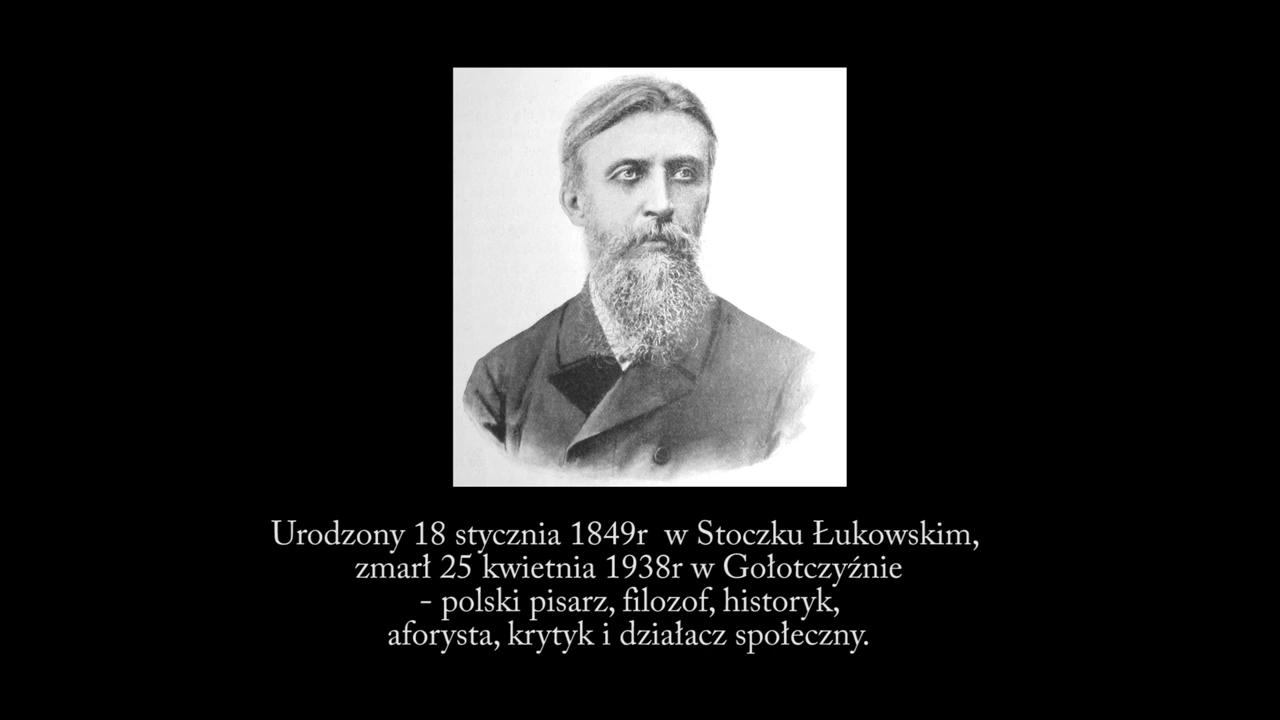 Urodzony 18 stycznia 1849r  w Stoczku Łukowskim,
zmarł 25 kwietnia 1938r w Gołotczyźnie
- polski pisarz, filozof, historyk,
aforysta, krytyk i działacz społeczny.